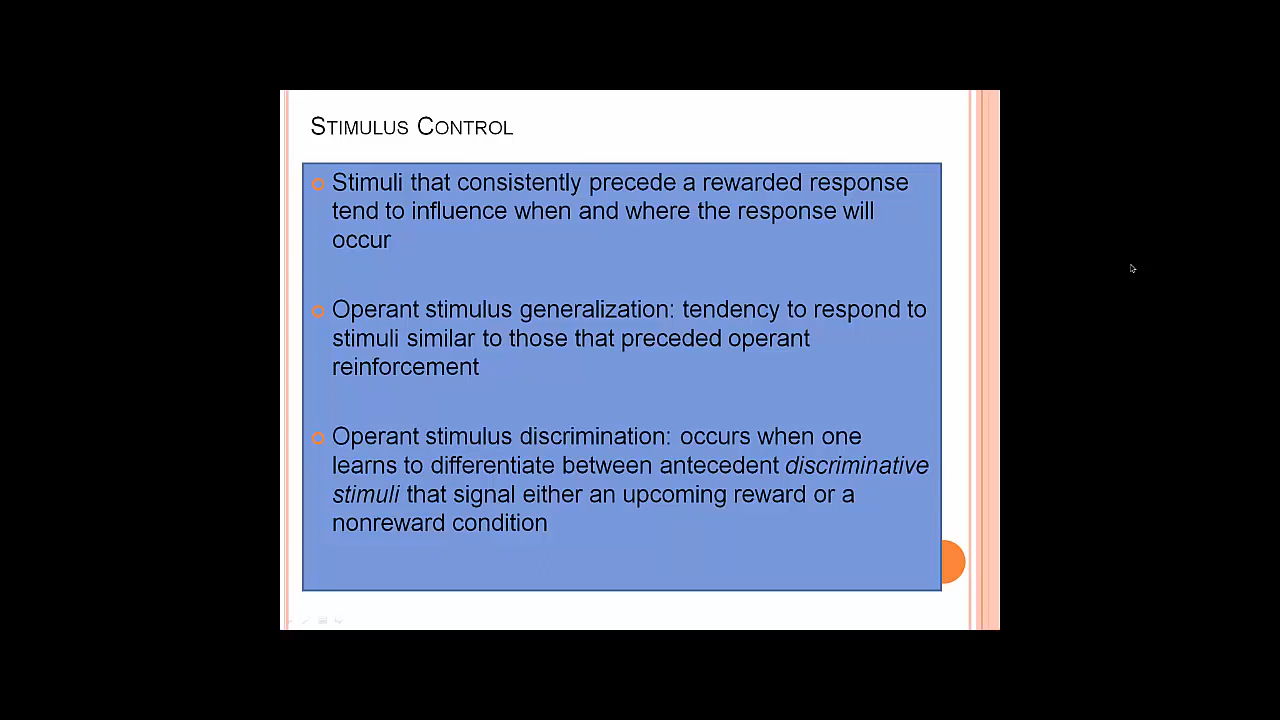 Stimulus Control
Stimuli that consistently precede a rewarded response
tend to influence when and where the response will
occur
Operant stimulus generalization: tendency to respond to
stimuli similar to those that preceded operant
reinforcement
Operant stimulus discrimination: occurs when one
learns to differentiate between antecedent discriminative
stimuli that signal either an upcoming reward or a
nonreward condition